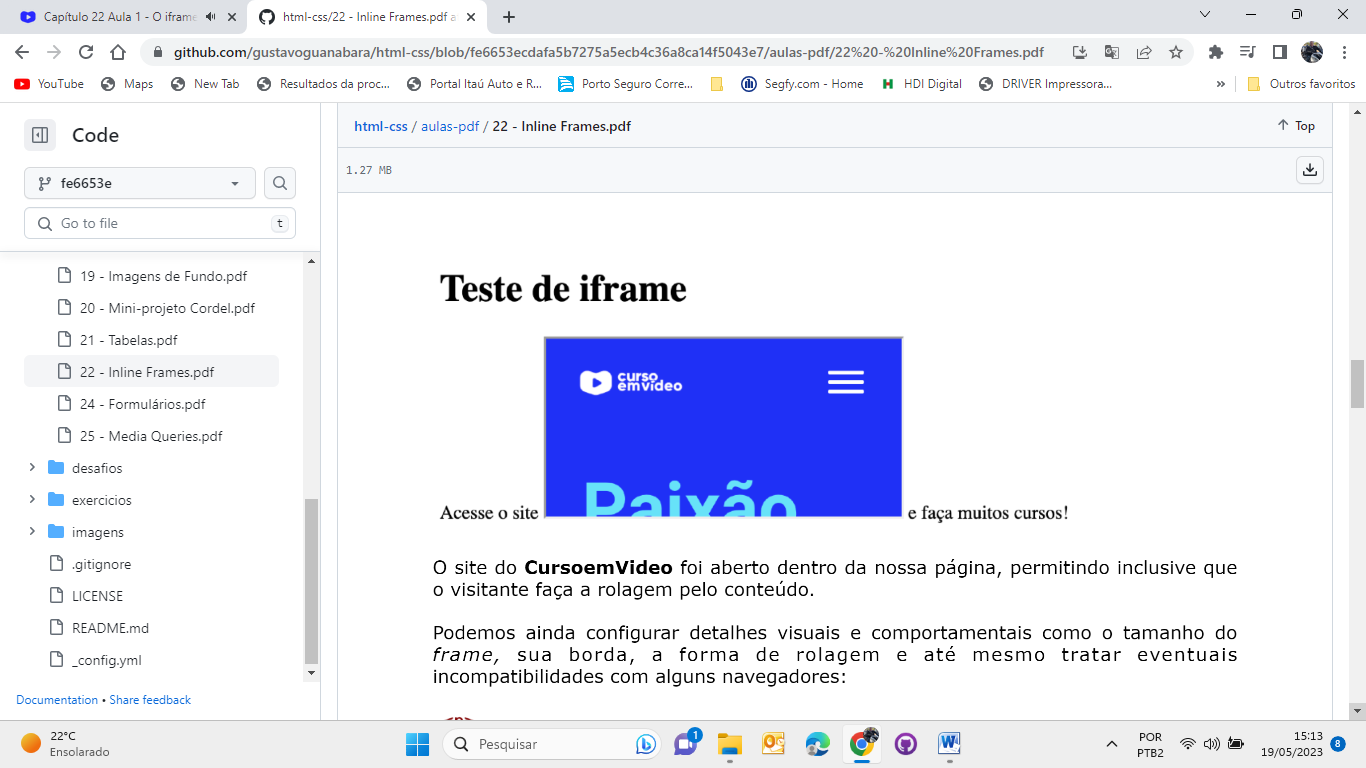 Capítulo 22 Aula 1 - O iframe
html-css/22 - Inline Frames.pdf a
github.com/gustavoguanabara/html-css/blob/fe6653ecdafa5b7275a5ecb4c36a8ca14f5043e7/aulas-pdf/22%20-%20Inline%20Frames.pdf
YouTube Maps New Tab Resultados da proc... Portal Itaú Auto e R... Porto Seguro Corre... Segfy.com - Home HDI Digital DRIVER Impressora... » Outros favoritos
Code
fe6653e
Go to file t
19 - Imagens de Fundo.pdf
20 - Mini-projeto Cordel.pdf
21 - Tabelas.pdf
22 - Inline Frames.pdf
24 - Formulários.pdf
25 - Media Queries.pdf
desafios
exercicios
imagens
.gitignore
LICENSE
README.md
_config.yml
Documentation • Share feedback
html-css / aulas-pdf / 22 - Inline Frames.pdf Top
1.27 MB
Teste de iframe
curso
emvídeo
Paixão
Acesse o site e faça muitos cursos!
O site do CursoemVideo foi aberto dentro da nossa página, permitindo inclusive que
o visitante faça a rolagem pelo conteúdo.
Podemos ainda configurar detalhes visuais e comportamentais como o tamanho do
frame, sua borda, a forma de rolagem e até mesmo tratar eventuais
incompatibilidades com alguns navegadores:
22°C
Ensolarado
Pesquisar
1
POR
PTB2
15:13
19/05/2023
8